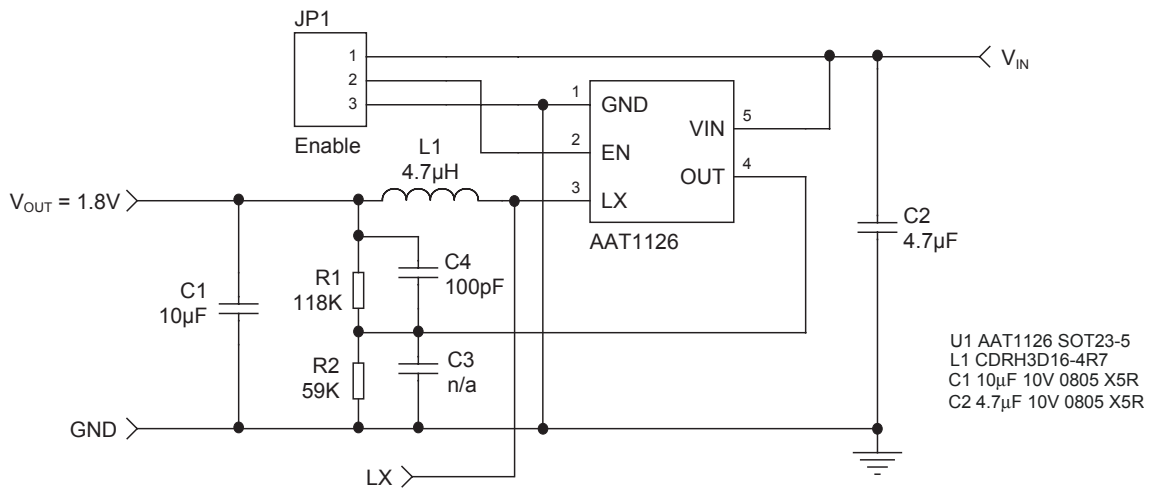 JP1
1
2
3
Enable
V_IN
1
GND
2
EN
3
LX
VIN
5
OUT
4
AAT1126
L1
4.7µH
V_OUT = 1.8V
C1
10µF
R1
118K
C4
100pF
R2
59K
C3
n/a
C2
4.7µF
GND
LX
U1 AAT1126 SOT23-5
L1 CDRH3D16-4R7
C1 10µF 10V 0805 X5R
C2 4.7µF 10V 0805 X5R